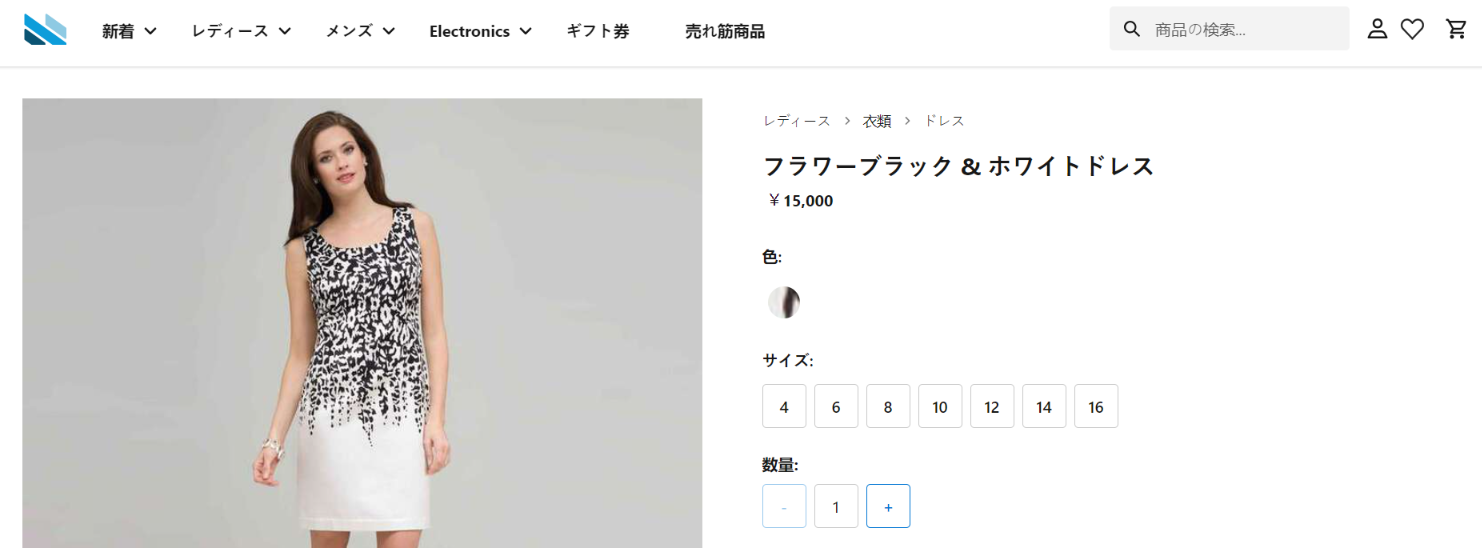 新着 レディース メンズ Electronics ギフト券 売れ筋商品 商品の検索...
レディース > 衣類 > ドレス
フラワーブラック & ホワイトドレス
￥15,000
色:
サイズ:
4 6 8 10 12 14 16
数量:
- 1 +